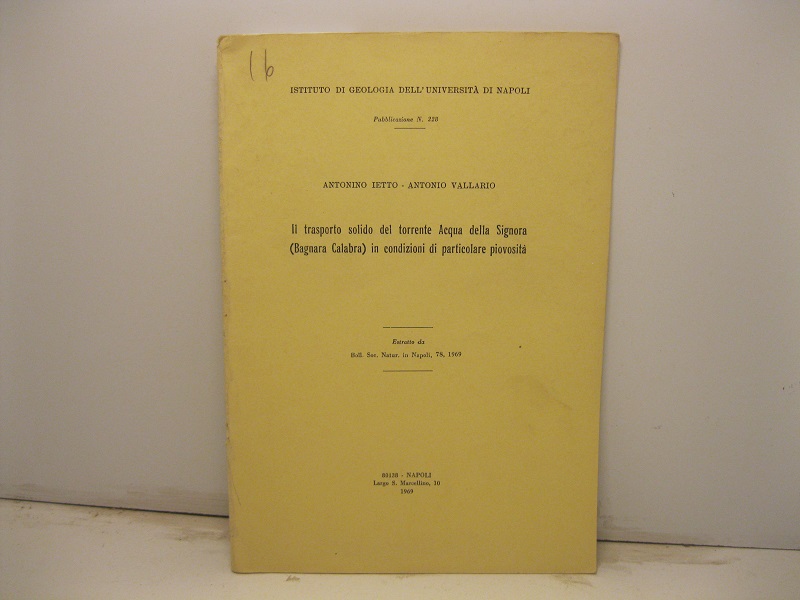 16
ISTITUTO DI GEOLOGIA DELL'UNIVERSITÀ DI NAPOLI
Pubblicazione N. 228
ANTONINO IETTO - ANTONIO VALLARIO
Il trasporto solido del torrente Acqua della Signora
(Bagnara Calabra) in condizioni di particolare piovosità
Estratto da
Boll. Soc. Natur. in Napoli, 78, 1969
80138 - NAPOLI
Largo S. Marcellino, 10
1969